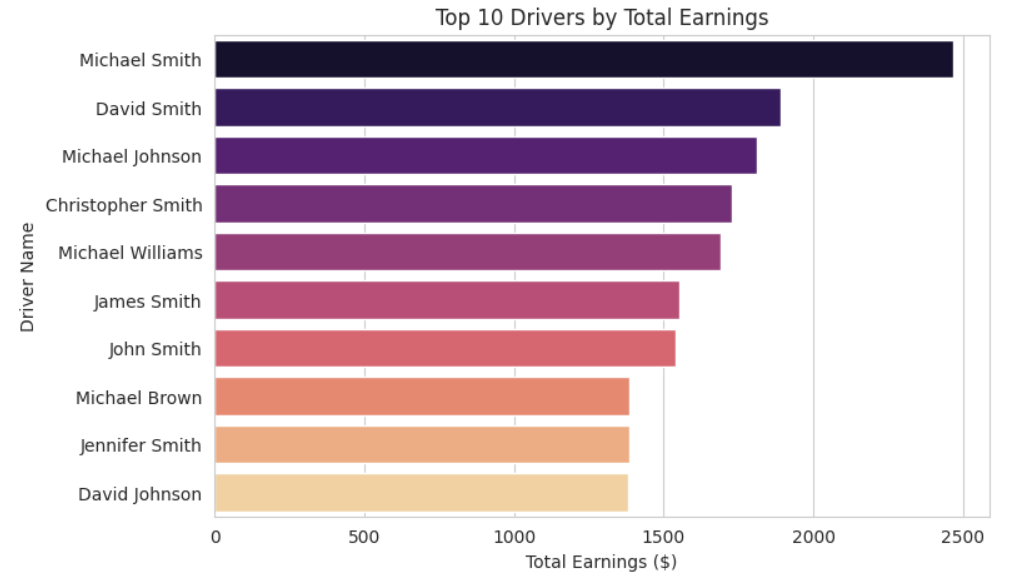 Top 10 Drivers by Total Earnings
Driver Name
Michael Smith
David Smith
Michael Johnson
Christopher Smith
Michael Williams
James Smith
John Smith
Michael Brown
Jennifer Smith
David Johnson
0 500 1000 1500 2000 2500
Total Earnings ($)